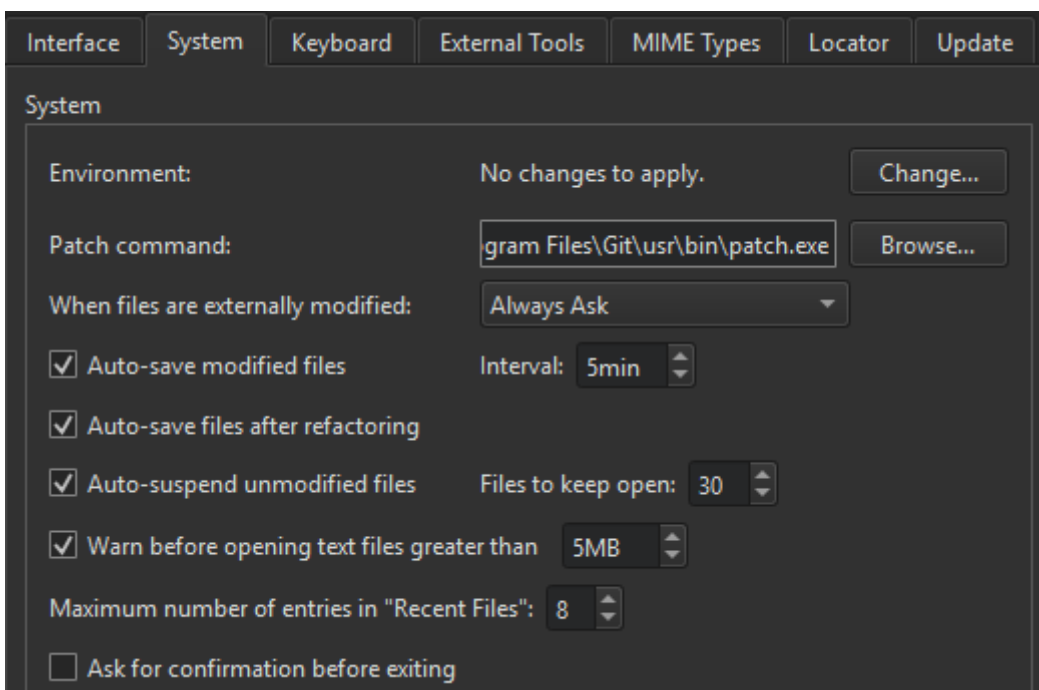 Interface System Keyboard External Tools MIME Types Locator Update
System
Environment: No changes to apply. Change...
Patch command: gram Files\Git\usr\bin\patch.exe Browse...
When files are externally modified: Always Ask
Auto-save modified files Interval: 5min
Auto-save files after refactoring
Auto-suspend unmodified files Files to keep open: 30
Warn before opening text files greater than 5MB
Maximum number of entries in "Recent Files": 8
Ask for confirmation before exiting